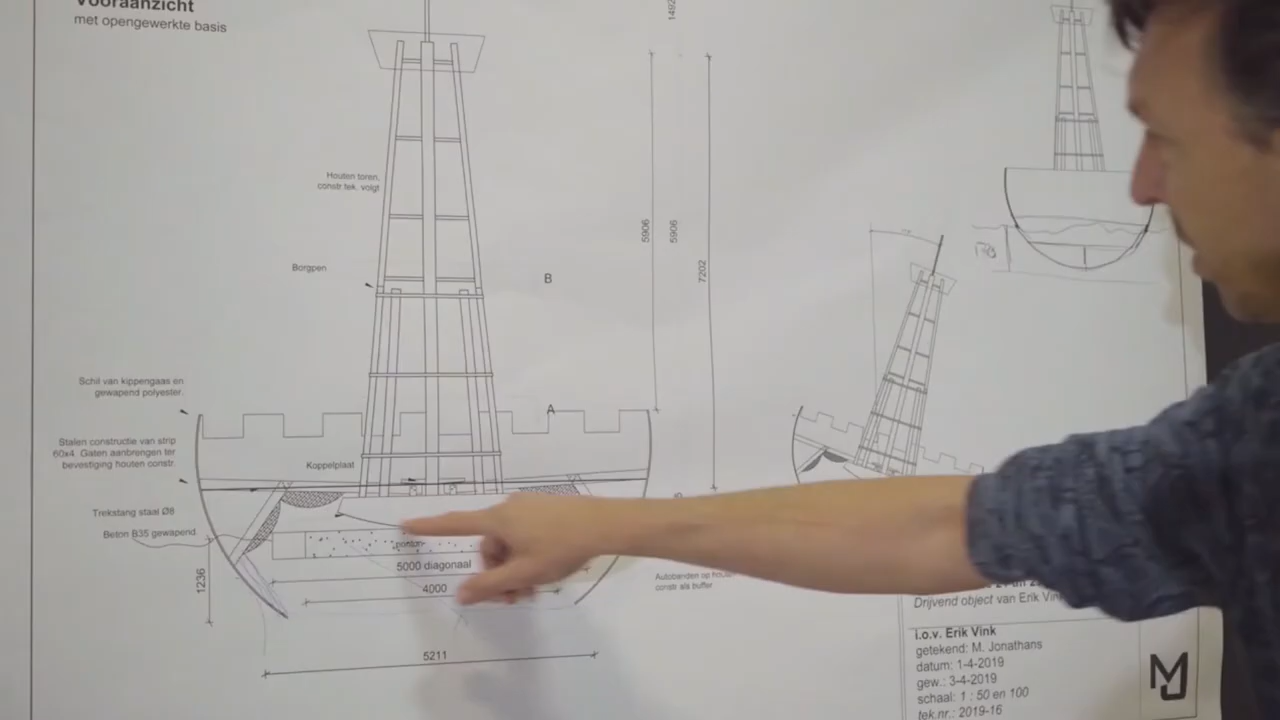 Vooraanzicht
met opengewerkte basis
Houten toren,
constr.tek. volgt
Borgpen
B
5906
5906
7202
A
Schil van kippengaas en
gewapend polyester.
Stalen constructie van strip
60x4. Gaten aanbrengen ter
bevestiging houten constr.
Koppelplaat
Trekstang staal Ø8
Beton B35 gewapend.
1236
5000 diagonaal
4000
5211
Autobanden op
constr als buffer
Drijvend object van Erik
i.o.v. Erik Vink
getekend: M. Jonathans
datum: 1-4-2019
gew.: 3-4-2019
schaal: 1 : 50 en 100
tek.nr.: 2019-16
MJ